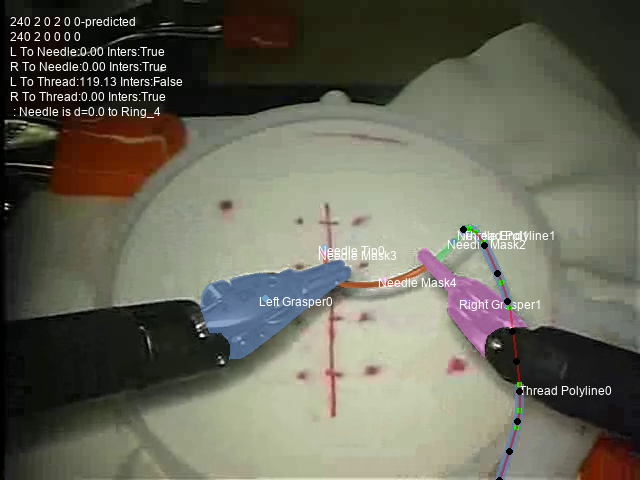 240 2 0 2 0 0-predicted
240 2 0 0 0 0
L To Needle:0.00 Inters:True
R To Needle:0.00 Inters:True
L To Thread:119.13 Inters:False
R To Thread:0.00 Inters:True
: Needle is d=0.0 to Ring_4
Needle Mask2
Needle Tip0
Needle Mask3
Needle Mask4
Left Grasper0
Right Grasper1
Thread Polyline0